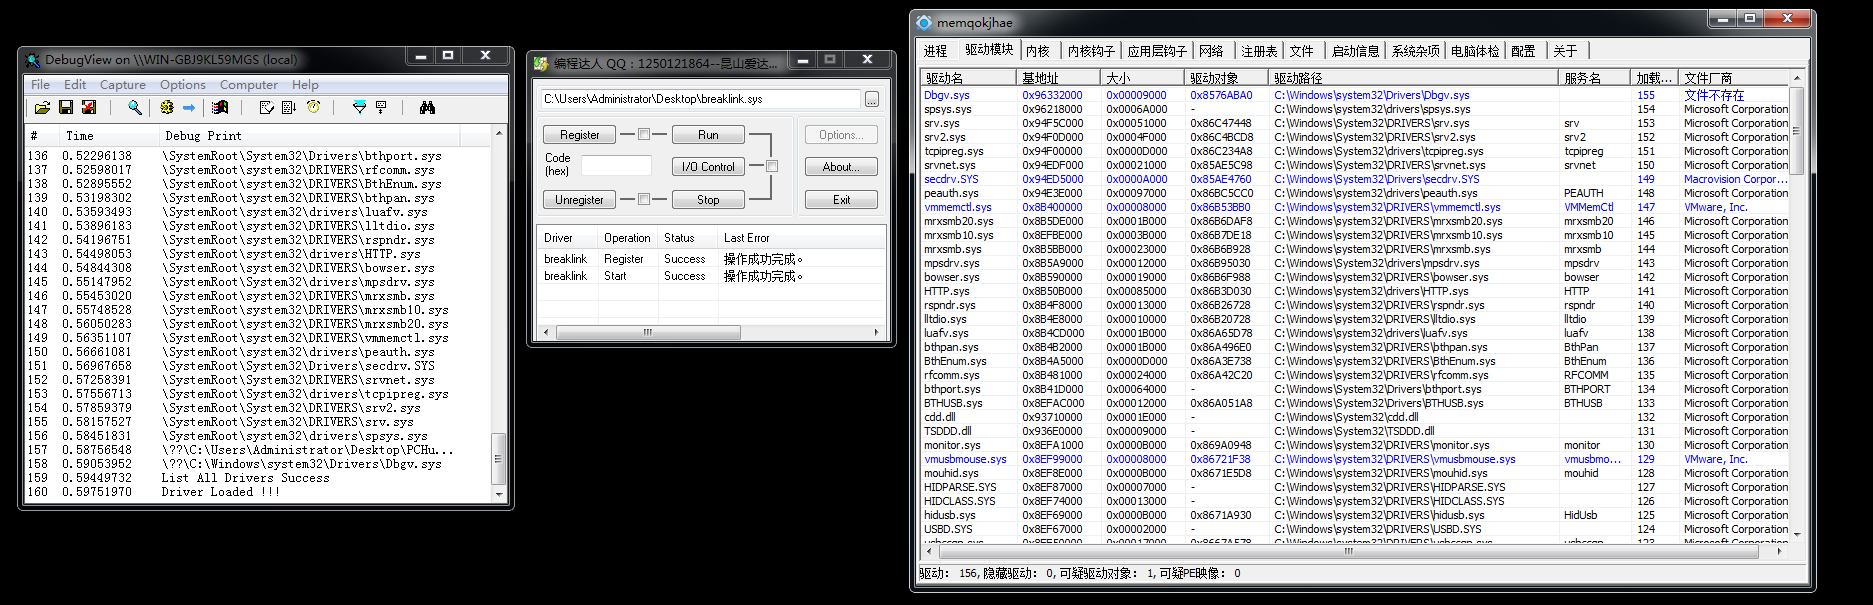 DebugView on \\WIN-GBJ9KL59MGS (local)
File Edit Capture Options Computer Help
# Time Debug Print
136 0.52296138 \SystemRoot\System32\Drivers\bthport.sys
137 0.52598017 \SystemRoot\system32\DRIVERS\rfcomm.sys
138 0.52895552 \SystemRoot\system32\DRIVERS\BthEnum.sys
139 0.53198302 \SystemRoot\system32\DRIVERS\bthpan.sys
140 0.53593493 \SystemRoot\system32\drivers\luafv.sys
141 0.53896183 \SystemRoot\system32\DRIVERS\lltdio.sys
142 0.54196751 \SystemRoot\system32\DRIVERS\rspndr.sys
143 0.54498053 \SystemRoot\system32\drivers\HTTP.sys
144 0.54844308 \SystemRoot\system32\DRIVERS\bowser.sys
145 0.55147952 \SystemRoot\System32\drivers\mpsdrv.sys
146 0.55453020 \SystemRoot\system32\DRIVERS\mrxsmb.sys
147 0.55748528 \SystemRoot\system32\DRIVERS\mrxsmb10.sys
148 0.56050283 \SystemRoot\system32\DRIVERS\mrxsmb20.sys
149 0.56351107 \SystemRoot\system32\DRIVERS\vmmemctl.sys
150 0.56661081 \SystemRoot\system32\drivers\peauth.sys
151 0.56967658 \SystemRoot\System32\Drivers\secdrv.SYS
152 0.57258391 \SystemRoot\System32\DRIVERS\srvnet.sys
153 0.57556713 \SystemRoot\System32\drivers\tcpipreg.sys
154 0.57859379 \SystemRoot\System32\DRIVERS\srv2.sys
155 0.58157527 \SystemRoot\System32\DRIVERS\srv.sys
156 0.58451831 \SystemRoot\system32\drivers\spsys.sys
157 0.58756548 \??\C:\Users\Administrator\Desktop\PCHu...
158 0.59053952 \??\C:\Windows\system32\Drivers\Dbgv.sys
159 0.59449732 List All Drivers Success
160 0.59751970 Driver Loaded !!!
编程达人 QQ：1250121864--昆山爱达...
C:\Users\Administrator\Desktop\breaklink.sys ...
Register Run Options...
Code (hex) I/O Control About...
Unregister Stop Exit
Driver Operation Status Last Error
breaklink Register Success 操作成功完成。
breaklink Start Success 操作成功完成。
memqokjhae
进程 驱动模块 内核 内核钩子 应用层钩子 网络 注册表 文件 启动信息 系统杂项 电脑体检 配置 关于
驱动名 基地址 大小 驱动对象 驱动路径 服务名 加载... 文件厂商
Dbgv.sys 0x96332000 0x00009000 0x8576ABA0 C:\Windows\system32\Drivers\Dbgv.sys 155 文件不存在
spsys.sys 0x96218000 0x0006A000 - C:\Windows\system32\drivers\spsys.sys 154 Microsoft Corporation
srv.sys 0x94F5C000 0x00051000 0x86C47448 C:\Windows\System32\DRIVERS\srv.sys srv 153 Microsoft Corporation
srv2.sys 0x94F0D000 0x0004F000 0x86C4BCD8 C:\Windows\System32\DRIVERS\srv2.sys srv2 152 Microsoft Corporation
tcpipreg.sys 0x94F00000 0x0000D000 0x86C234A8 C:\Windows\System32\drivers\tcpipreg.sys tcpipreg 151 Microsoft Corporation
srvnet.sys 0x94EDF000 0x00021000 0x85AE5C98 C:\Windows\System32\DRIVERS\srvnet.sys srvnet 150 Microsoft Corporation
secdrv.SYS 0x94ED5000 0x0000A000 0x85AE4760 C:\Windows\System32\Drivers\secdrv.SYS 149 Macrovision Corpor...
peauth.sys 0x94E3E000 0x00097000 0x86BC5CC0 C:\Windows\system32\drivers\peauth.sys PEAUTH 148 Microsoft Corporation
vmmemctl.sys 0x8B400000 0x00008000 0x86B53BB0 C:\Windows\system32\DRIVERS\vmmemctl.sys VMMemCtl 147 VMware, Inc.
mrxsmb20.sys 0x8B5DE000 0x0001B000 0x86B6DAF8 C:\Windows\system32\DRIVERS\mrxsmb20.sys mrxsmb20 146 Microsoft Corporation
mrxsmb10.sys 0x8EFBE000 0x0003B000 0x86B7DE18 C:\Windows\system32\DRIVERS\mrxsmb10.sys mrxsmb10 145 Microsoft Corporation
mrxsmb.sys 0x8B5BB000 0x00023000 0x86B6B928 C:\Windows\system32\DRIVERS\mrxsmb.sys mrxsmb 144 Microsoft Corporation
mpsdrv.sys 0x8B5A9000 0x00012000 0x86B95030 C:\Windows\System32\drivers\mpsdrv.sys mpsdrv 143 Microsoft Corporation
bowser.sys 0x8B590000 0x00019000 0x86B6F988 C:\Windows\system32\DRIVERS\bowser.sys bowser 142 Microsoft Corporation
HTTP.sys 0x8B50B000 0x00085000 0x86B3D030 C:\Windows\system32\drivers\HTTP.sys HTTP 141 Microsoft Corporation
rspndr.sys 0x8B4F8000 0x00013000 0x86B26728 C:\Windows\system32\DRIVERS\rspndr.sys rspndr 140 Microsoft Corporation
lltdio.sys 0x8B4E8000 0x00010000 0x86B20728 C:\Windows\system32\DRIVERS\lltdio.sys lltdio 139 Microsoft Corporation
luafv.sys 0x8B4CD000 0x0001B000 0x86A65D78 C:\Windows\system32\drivers\luafv.sys luafv 138 Microsoft Corporation
bthpan.sys 0x8B4B2000 0x0001B000 0x86A496E0 C:\Windows\system32\DRIVERS\bthpan.sys BthPan 137 Microsoft Corporation
BthEnum.sys 0x8B4A5000 0x0000D000 0x86A3E738 C:\Windows\system32\DRIVERS\BthEnum.sys BthEnum 136 Microsoft Corporation
rfcomm.sys 0x8B481000 0x00024000 0x86A42C20 C:\Windows\system32\DRIVERS\rfcomm.sys RFCOMM 135 Microsoft Corporation
bthport.sys 0x8B41D000 0x00064000 - C:\Windows\System32\Drivers\bthport.sys BTHPORT 134 Microsoft Corporation
BTHUSB.sys 0x8EFAC000 0x00012000 0x86A051A8 C:\Windows\System32\Drivers\BTHUSB.sys BTHUSB 133 Microsoft Corporation
cdd.dll 0x93710000 0x0001E000 - C:\Windows\System32\cdd.dll 132 Microsoft Corporation
TSDDD.dll 0x936E0000 0x00009000 - C:\Windows\System32\TSDDD.dll 131 Microsoft Corporation
monitor.sys 0x8EFA1000 0x0000B000 0x869A0948 C:\Windows\system32\DRIVERS\monitor.sys monitor 130 Microsoft Corporation
vmusbmouse.sys 0x8EF99000 0x00008000 0x86721F38 C:\Windows\system32\DRIVERS\vmusbmouse.sys vmusbmo... 129 VMware, Inc.
mouhid.sys 0x8EF8E000 0x0000B000 0x8671E5D8 C:\Windows\system32\DRIVERS\mouhid.sys mouhid 128 Microsoft Corporation
HIDPARSE.SYS 0x8EF87000 0x00007000 - C:\Windows\system32\DRIVERS\HIDPARSE.SYS 127 Microsoft Corporation
HIDCLASS.SYS 0x8EF74000 0x00013000 - C:\Windows\system32\DRIVERS\HIDCLASS.SYS 126 Microsoft Corporation
hidusb.sys 0x8EF69000 0x0000B000 0x8671A930 C:\Windows\system32\DRIVERS\hidusb.sys HidUsb 125 Microsoft Corporation
USBD.SYS 0x8EF67000 0x00002000 - C:\Windows\system32\DRIVERS\USBD.SYS 124 Microsoft Corporation
驱动: 156, 隐藏驱动: 0, 可疑驱动对象: 1, 可疑PE映像: 0